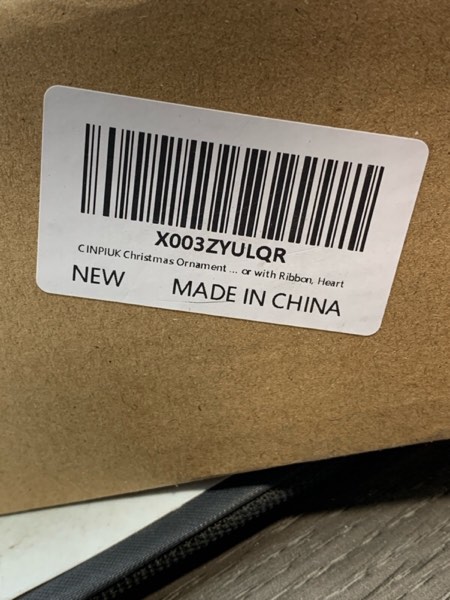 X003ZYULQR
CINPIUK Christmas Ornament ... or with Ribbon, Heart
NEW MADE IN CHINA